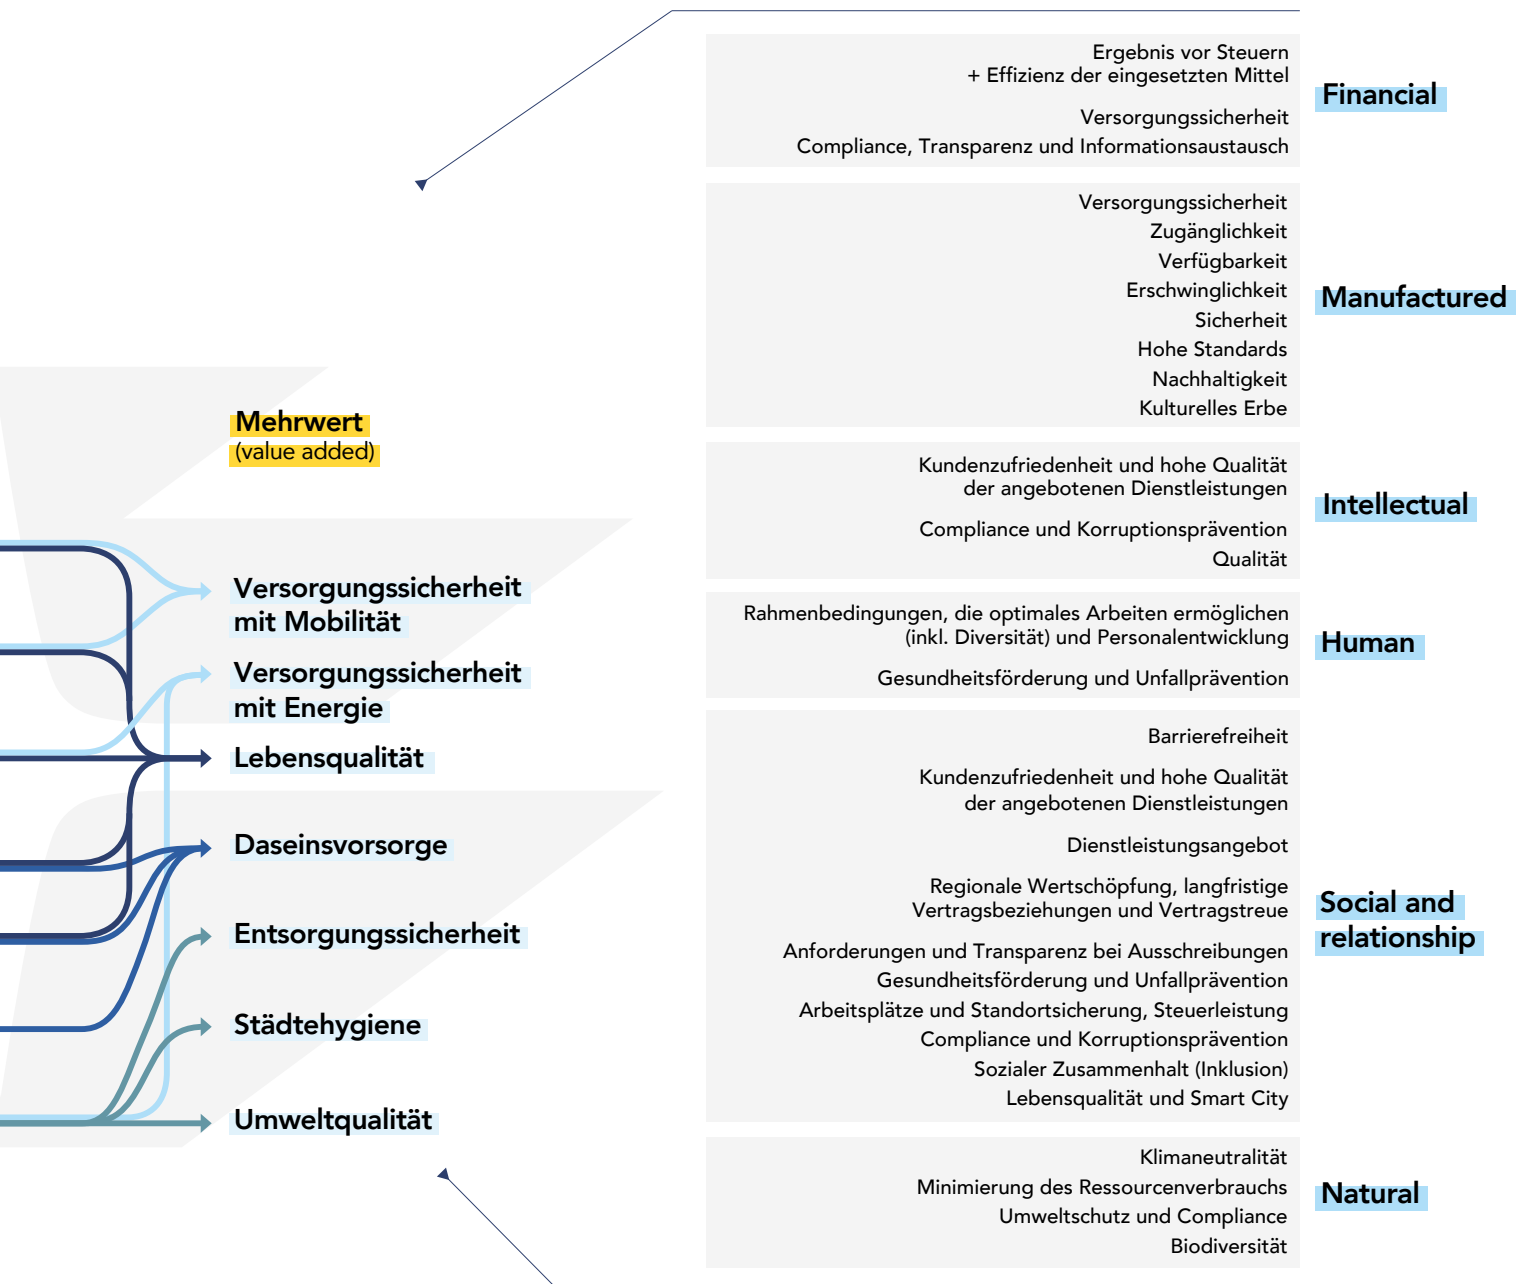 Mehrwert
(value added)
Versorgungssicherheit
mit Mobilität
Versorgungssicherheit
mit Energie
Lebensqualität
Daseinsvorsorge
Entsorgungssicherheit
Städtehygiene
Umweltqualität
Ergebnis vor Steuern
+ Effizienz der eingesetzten Mittel
Versorgungssicherheit
Compliance, Transparenz und Informationsaustausch
Financial
Versorgungssicherheit
Zugänglichkeit
Verfügbarkeit
Erschwinglichkeit
Sicherheit
Hohe Standards
Nachhaltigkeit
Kulturelles Erbe
Manufactured
Kundenzufriedenheit und hohe Qualität
der angebotenen Dienstleistungen
Compliance und Korruptionsprävention
Qualität
Intellectual
Rahmenbedingungen, die optimales Arbeiten ermöglichen
(inkl. Diversität) und Personalentwicklung
Gesundheitsförderung und Unfallprävention
Human
Barrierefreiheit
Kundenzufriedenheit und hohe Qualität
der angebotenen Dienstleistungen
Dienstleistungsangebot
Regionale Wertschöpfung, langfristige
Vertragsbeziehungen und Vertragstreue
Anforderungen und Transparenz bei Ausschreibungen
Gesundheitsförderung und Unfallprävention
Arbeitsplätze und Standortsicherung, Steuerleistung
Compliance und Korruptionsprävention
Sozialer Zusammenhalt (Inklusion)
Lebensqualität und Smart City
Social and
relationship
Klimaneutralität
Minimierung des Ressourcenverbrauchs
Umweltschutz und Compliance
Biodiversität
Natural